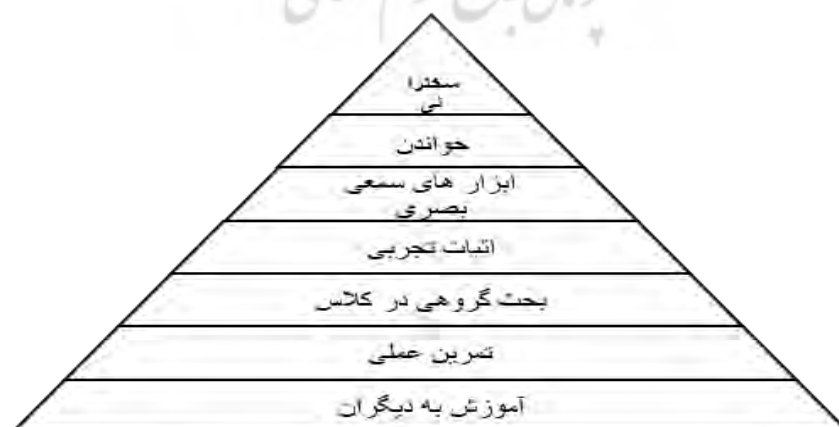 سخنرا
نی
خواندن
ابزار های سمعی
بصری
اثبات تجربی
بحث گروهی در کلاس
تمرین عملی
آموزش به دیگران